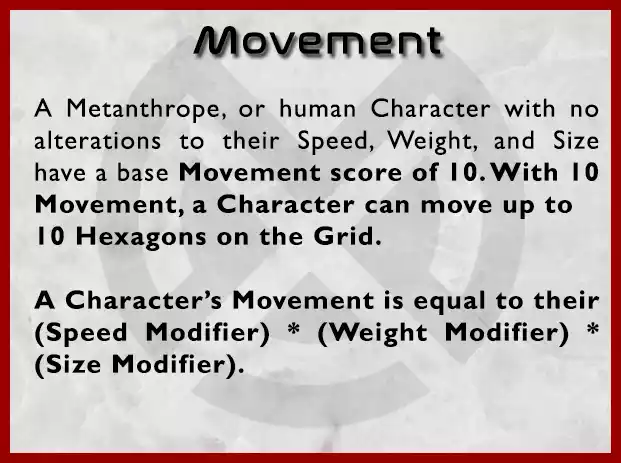 Movement
A Metanthrope, or human Character with no
alterations to their Speed, Weight, and Size
have a base Movement score of 10. With 10
Movement, a Character can move up to
10 Hexagons on the Grid.
A Character's Movement is equal to their
(Speed Modifier) * (Weight Modifier) *
(Size Modifier).